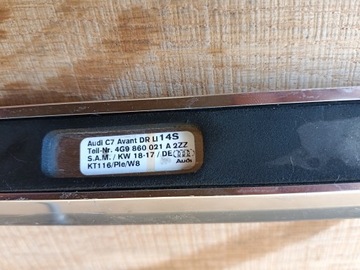 Audi C7 Avant DR Li 14S
Teil-Nr. 4G9 860 021 A 2ZZ
S.A.M. / KW 18-17 / DE
KT116/Ple/W8
Audi